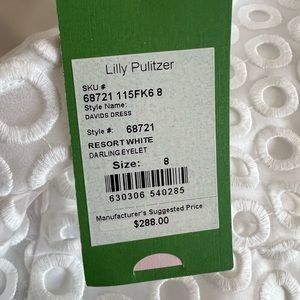 Lilly Pulitzer
SKU #
68721 115FK6 8
Style Name:
DAVIDS DRESS
Style #: 68721
RESORT WHITE
DARLING EYELET
Size: 8
630306 540285
Manufacturer's Suggested Price
$288.00